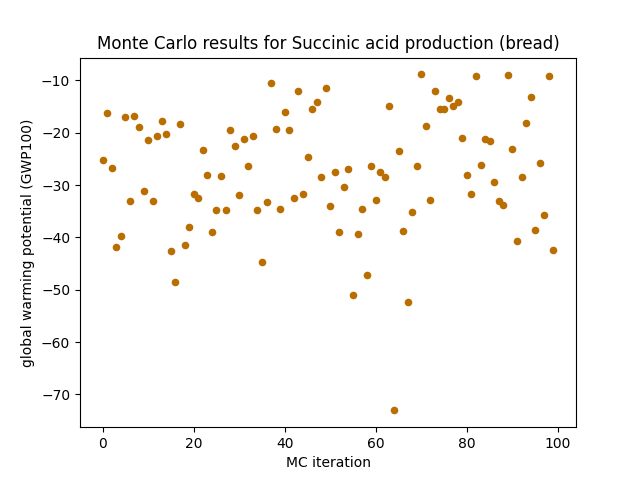 Monte Carlo results for Succinic acid production (bread)
global warming potential (GWP100)
−10
−20
−30
−40
−50
−60
−70
0 20 40 60 80 100
MC iteration